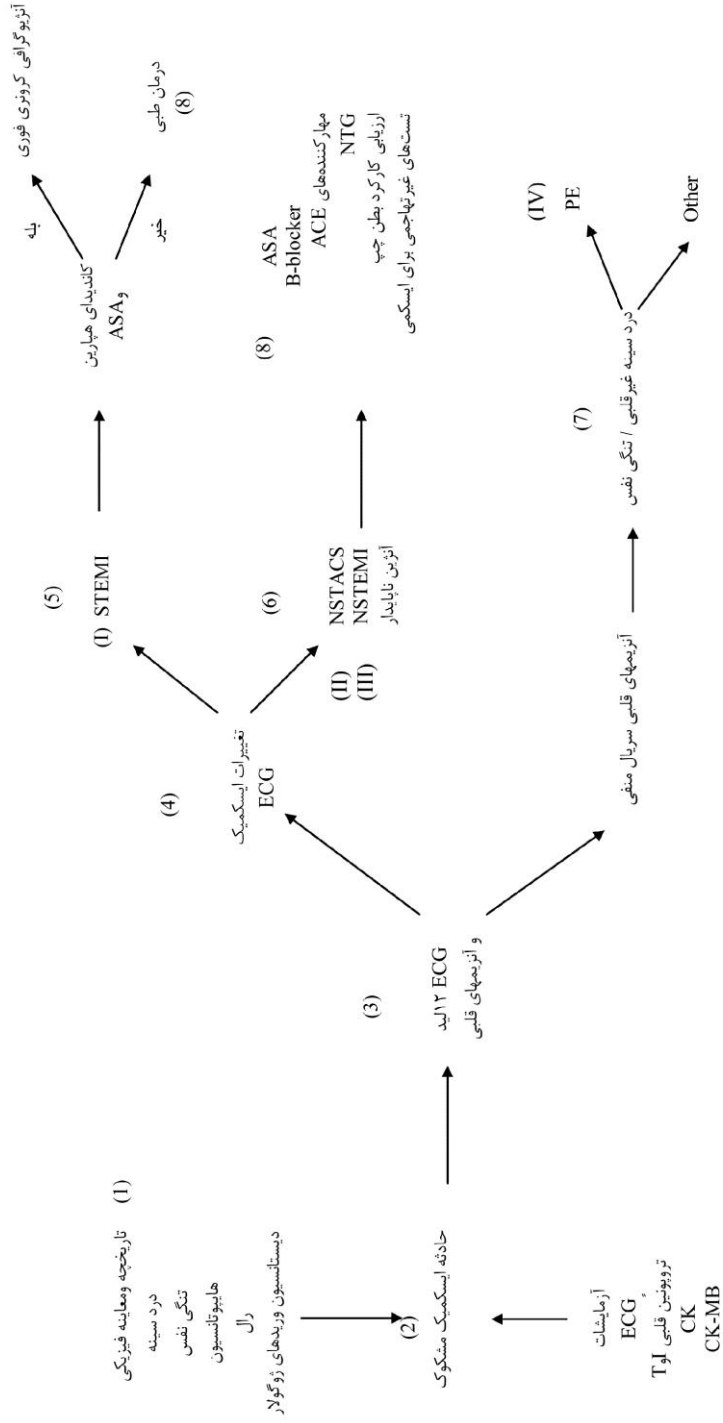 (1)
تاریخچه ومعاینه فیزیکی
درد سینه
تنگی نفس
هایپوتانسیون
رال
دیستانسیون وریدهای ژوگولار
(2)
حادثه ایسکمیک مشکوک
آزمایشات
ECG
تروپونین قلبی IوT
CK
CK-MB
(3)
ECG ۱۲لید
و آنزیمهای قلبی
(4)
تغییرات ایسکمیک
ECG
(5)
(I) STEMI
کاندیدای هپارین
وASA
بله
آنژیوگرافی کرونری فوری
خیر
درمان طبی
(8)
(6)
(II) NSTACS
(III) NSTEMI
آنژین ناپایدار
(8)
ASA
B-blocker
مهارکننده‌های ACE
NTG
ارزیابی کارکرد بطن چپ
تست‌های غیرتهاجمی برای ایسکمی
آنزیمهای قلبی سریال منفی
(7)
درد سینه غیرقلبی / تنگی نفس
(IV)
PE
Other